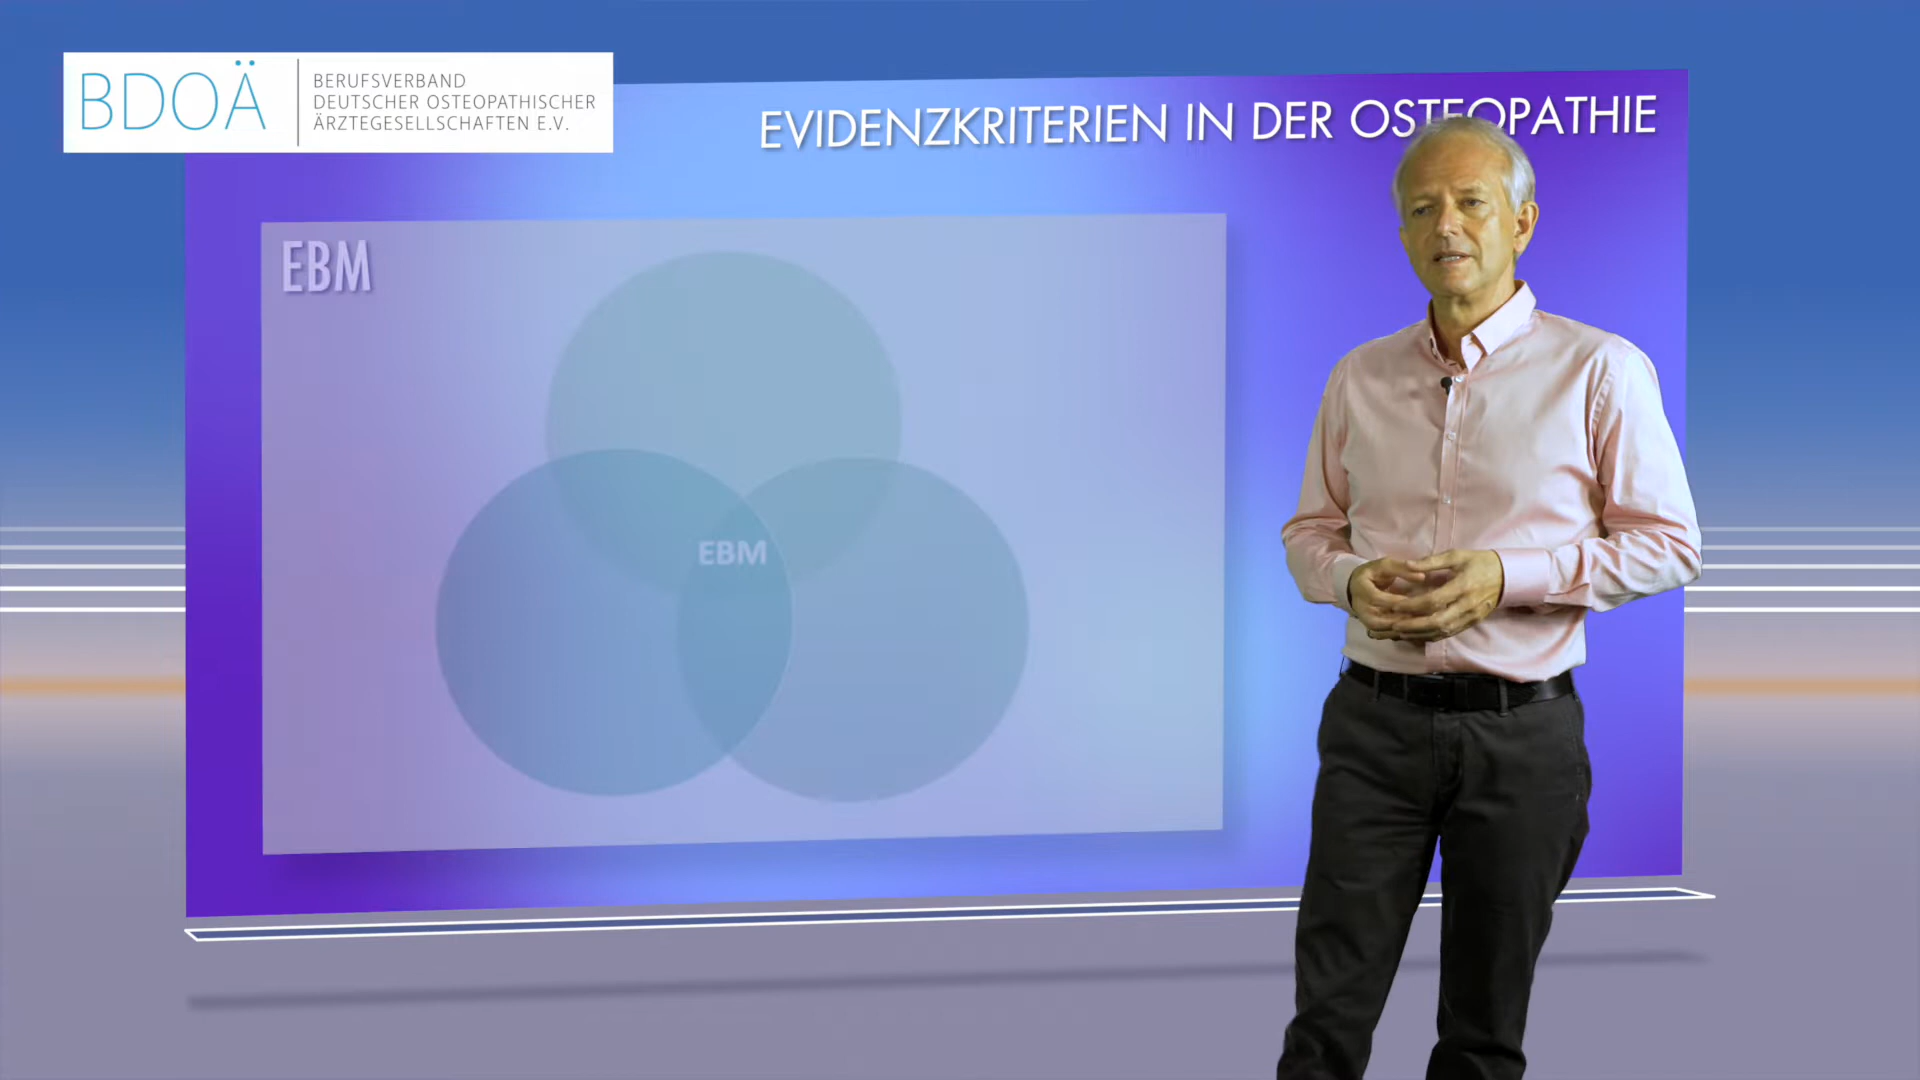 BDOÄ
BERUFSVERBAND
DEUTSCHER OSTEOPATHISCHER
ÄRZTEGESELLSCHAFTEN E.V.
EVIDENZKRITERIEN IN DER OSTEOPATHIE
EBM
EBM